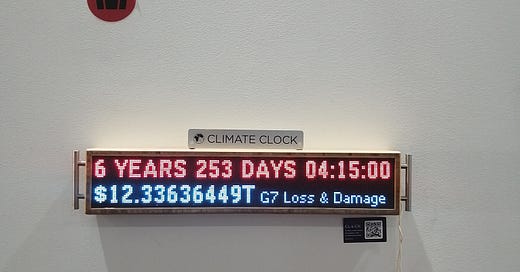 CLIMATE CLOCK
6 YEARS 253 DAYS 04:15:00
$12.33636449T G7 Loss & Damage